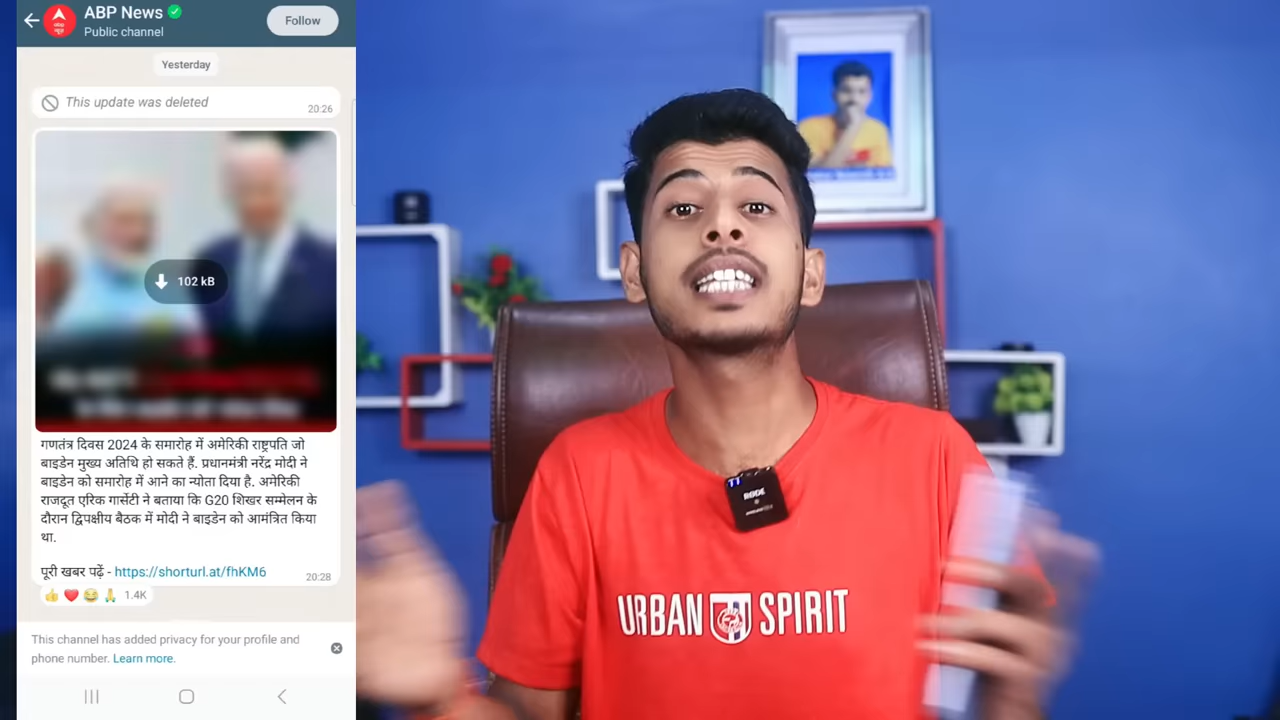 ABP News
Public channel
Follow
Yesterday
This update was deleted
20:26
102 kB
गणतंत्र दिवस 2024 के समारोह में अमेरिकी राष्ट्रपति जो
बाइडेन मुख्य अतिथि हो सकते हैं. प्रधानमंत्री नरेंद्र मोदी ने
बाइडेन को समारोह में आने का न्योता दिया है. अमेरिकी
राजदूत एरिक गार्सेटी ने बताया कि G20 शिखर सम्मेलन के
दौरान द्विपक्षीय बैठक में मोदी ने बाइडेन को आमंत्रित किया
था.
पूरी खबर पढ़ें - https://shorturl.at/fhKM6
20:28
1.4K
This channel has added privacy for your profile and
phone number. Learn more.
RODE
URBAN SPIRIT